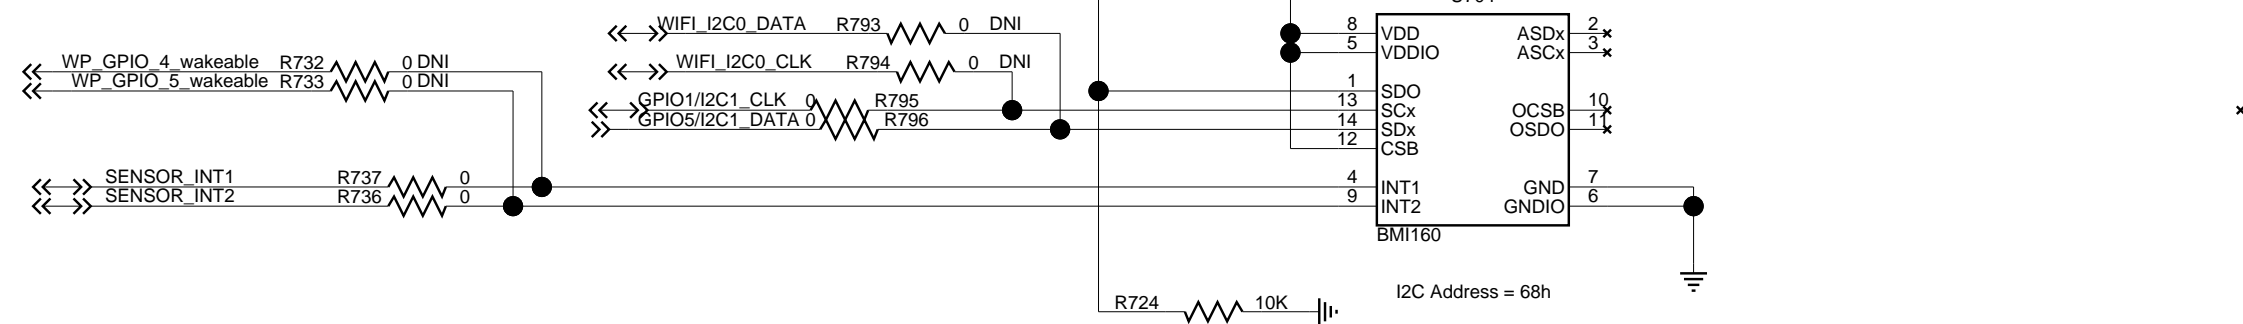 WIFI_I2C0_DATA R793 0 DNI
8 VDD ASDx 2
5 VDDIO ASCx 3
WP_GPIO_4_wakeable R732 0 DNI
WIFI_I2C0_CLK R794 0 DNI
WP_GPIO_5_wakeable R733 0 DNI
1 SDO
GPIO1/I2C1_CLK 0 R795
13 SCx OCSB 10
GPIO5/I2C1_DATA 0 R796
14 SDx OSDO 11
12 CSB
SENSOR_INT1 R737 0
4 INT1 GND 7
SENSOR_INT2 R736 0
9 INT2 GNDIO 6
BMI160
I2C Address = 68h
R724 10K